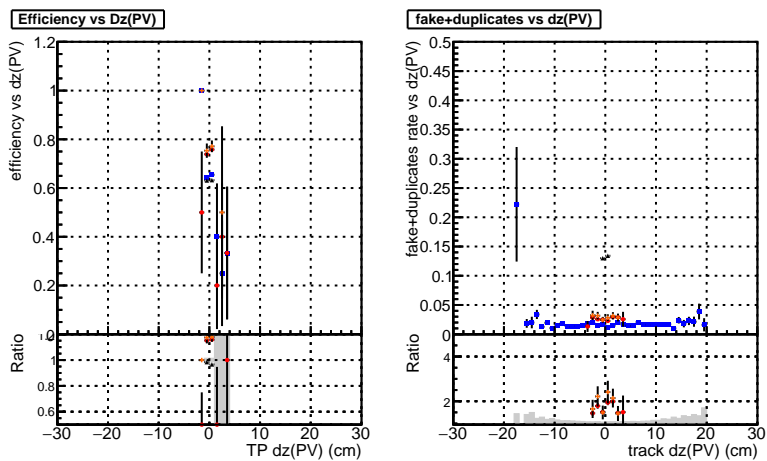 Efficiency vs Dz(PV)
efficiency vs dz(PV)
1.2
1
0.8
0.6
0.4
0.2
0
Ratio
1
0.8
0.6
−30 −20 −10 0 10 20 30
TP dz(PV) (cm)
fake+duplicates vs dz(PV)
fake+duplicates rate vs dz(PV)
0.5
0.45
0.4
0.35
0.3
0.25
0.2
0.15
0.1
0.05
0
Ratio
4
2
−30 −20 −10 0 10 20 30
track dz(PV) (cm)